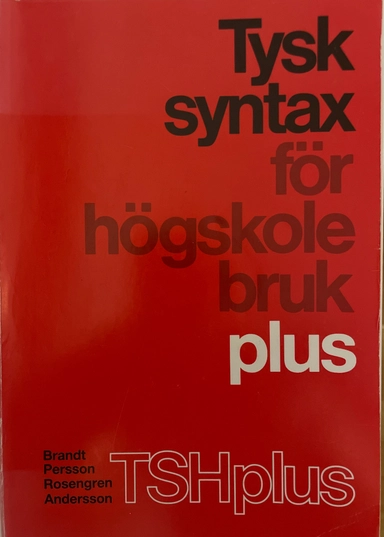 Tysk
syntax
för
högskole
bruk
plus
Brandt
Persson
Rosengren
Andersson
TSHplus